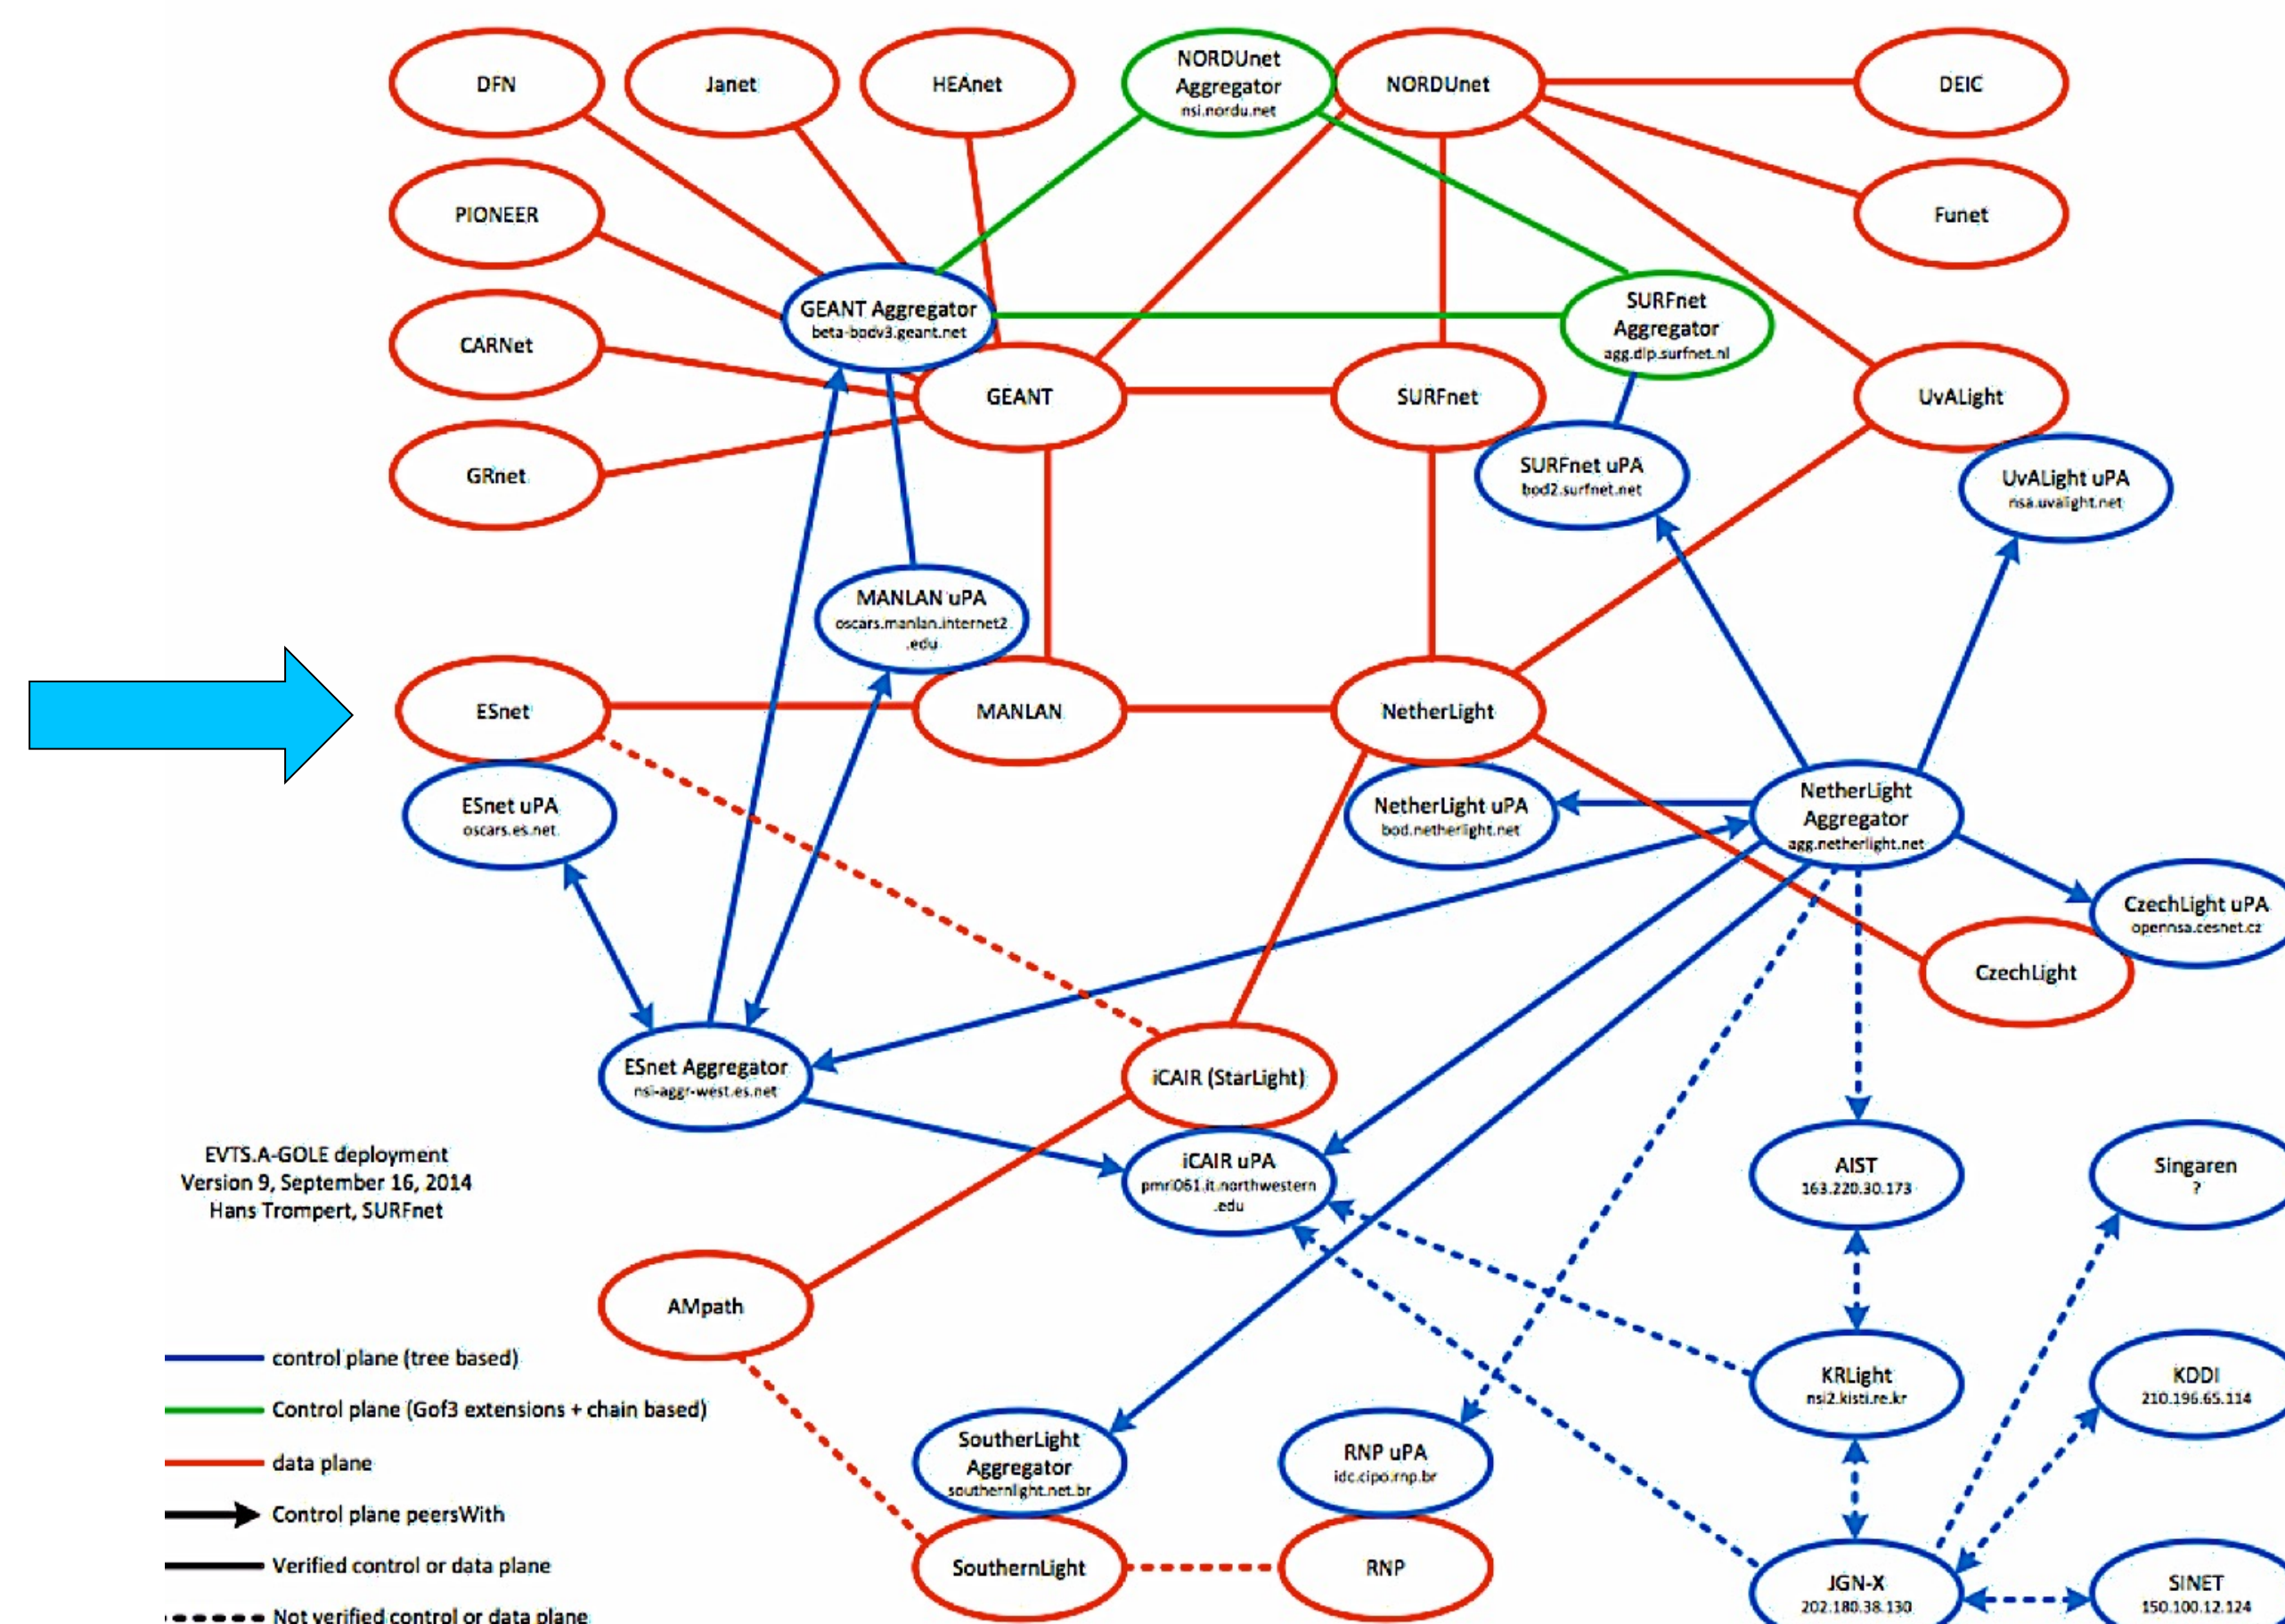 DFN
Janet
HEAnet
NORDUnet
Aggregator
nsi.nordu.net
NORDUnet
DEIC
PIONEER
Funet
GEANT Aggregator
beta-bodv3.geant.net
SURFnet
Aggregator
agg.dlp.surfnet.nl
CARNet
GEANT
SURFnet
UvALight
GRnet
SURFnet uPA
bod2.surfnet.net
UvALight uPA
nsa.uvalight.net
MANLAN uPA
oscars.manlan.internet2
.edu
ESnet
MANLAN
NetherLight
ESnet uPA
oscars.es.net
NetherLight uPA
bod.netherlight.net
NetherLight
Aggregator
agg.netherlight.net
CzechLight uPA
opennsa.cesnet.cz
CzechLight
ESnet Aggregator
nsi-aggr-west.es.net
iCAIR (StarLight)
EVTS.A-GOLE deployment
Version 9, September 16, 2014
Hans Trompert, SURFnet
iCAIR uPA
pmri061.it.northwestern
.edu
AIST
163.220.30.173
Singaren
?
AMpath
control plane (tree based)
Control plane (Gof3 extensions + chain based)
data plane
Control plane peersWith
Verified control or data plane
Not verified control or data plane
KRLight
nsi2.kisti.re.kr
KDDI
210.196.65.114
SoutherLight
Aggregator
southernlight.net.br
RNP uPA
idc.cipo.rnp.br
SouthernLight
RNP
JGN-X
202.180.38.130
SINET
150.100.12.124